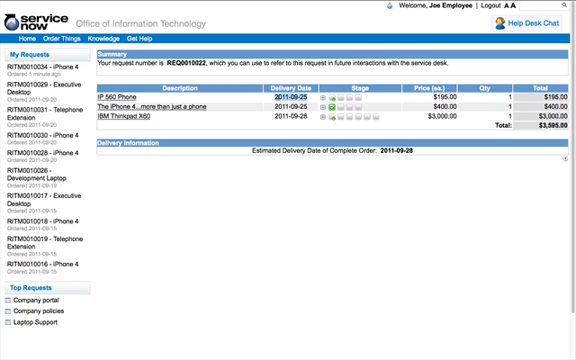 Welcome, Joe Employee Logout A A
service now Office of Information Technology
Help Desk Chat
Home Order Things Knowledge Get Help
My Requests
RITM0010034 - iPhone 4
Ordered 1 minute ago
RITM0010029 - Executive
Desktop
Ordered 2011-09-20
RITM0010031 - Telephone
Extension
Ordered 2011-09-20
RITM0010030 - iPhone 4
Ordered 2011-09-20
RITM0010028 - iPhone 4
Ordered 2011-09-20
RITM0010026 -
Development Laptop
Ordered 2011-09-19
RITM0010017 - Executive
Desktop
Ordered 2011-09-15
RITM0010018 - iPhone 4
Ordered 2011-09-15
RITM0010019 - Telephone
Extension
Ordered 2011-09-15
RITM0010016 - iPhone 4
Ordered 2011-09-15
Top Requests
Company portal
Company policies
Laptop Support
Summary
Your request number is REQ0010022, which you can use to refer to this request in future interactions with the service desk.
Description Delivery Date Stage Price (ea.) Qty Total
IP 560 Phone 2011-09-25 $195.00 1 $195.00
The iPhone 4...more than just a phone 2011-09-25 $400.00 1 $400.00
IBM Thinkpad X60 2011-09-28 $3,000.00 1 $3,000.00
Total: $3,595.00
Delivery Information
Estimated Delivery Date of Complete Order: 2011-09-28